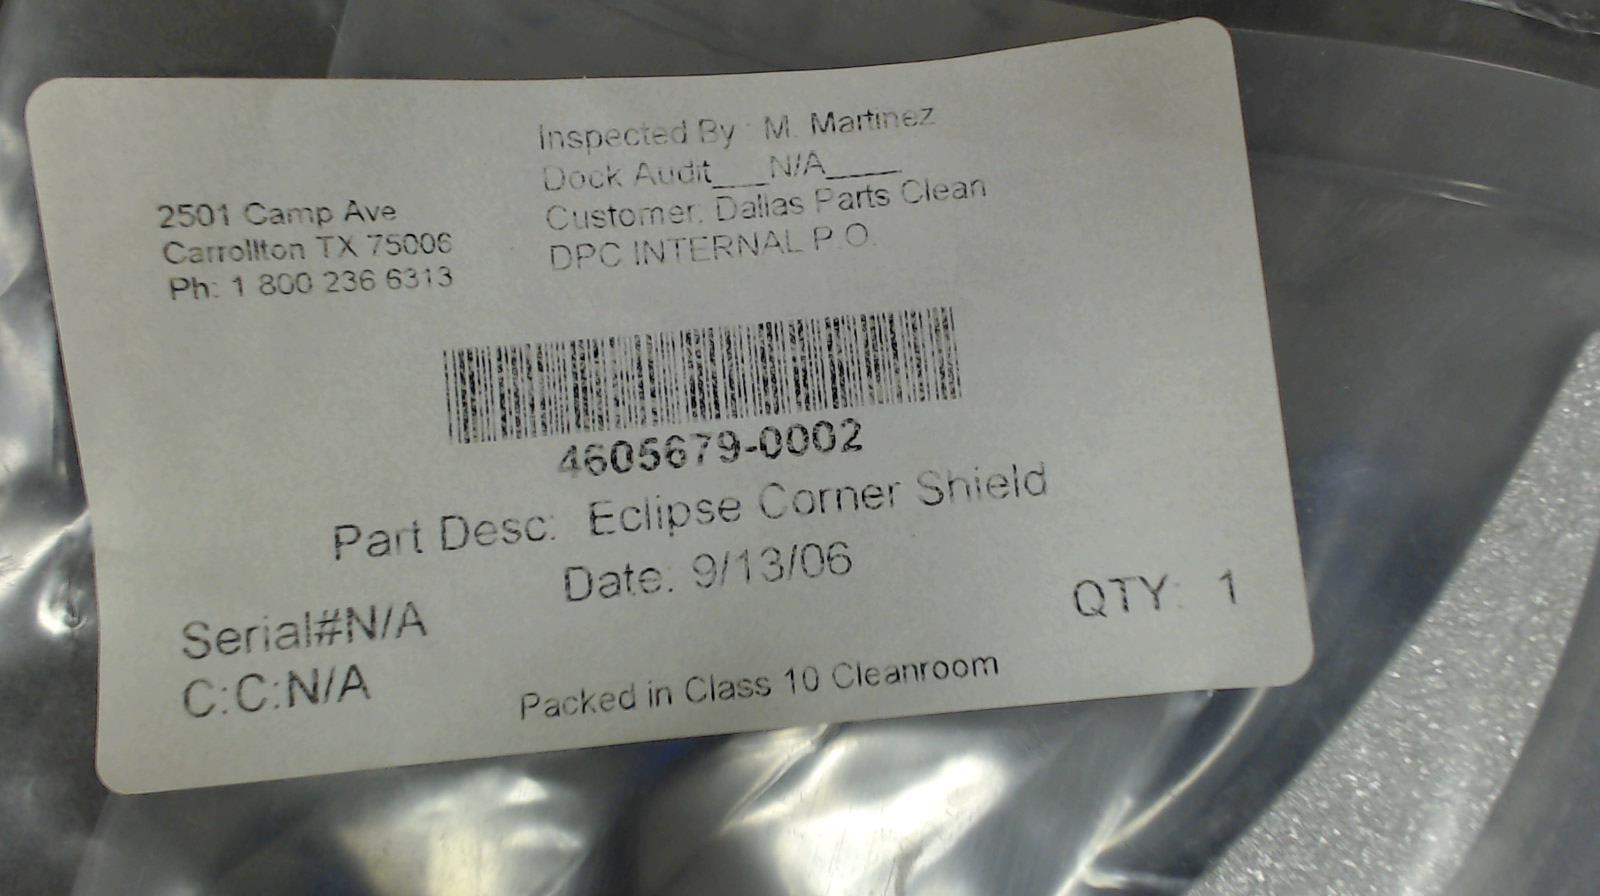 2501 Camp Ave
Carrollton TX 75006
Ph: 1 800 236 6313
Inspected By : M. Martinez
Dock Audit___N/A____
Customer: Dallas Parts Clean
DPC INTERNAL P.O.
4605679-0002
Part Desc: Eclipse Corner Shield
Date: 9/13/06
QTY: 1
Serial#N/A
C:C:N/A
Packed in Class 10 Cleanroom